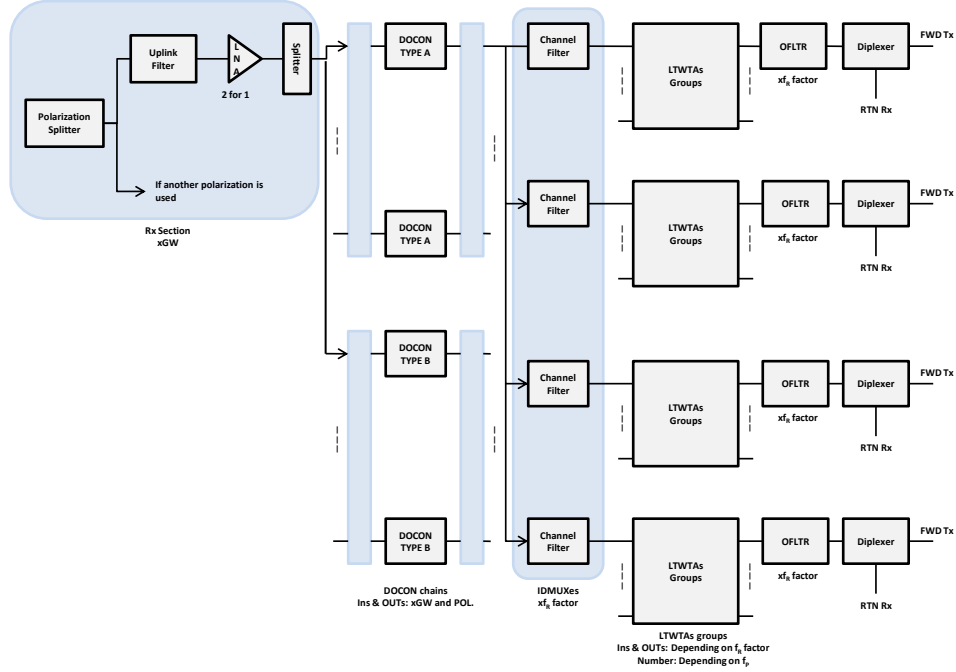 Polarization
Splitter
Uplink
Filter
L
N
A
2 for 1
Splitter
If another polarization is
used
Rx Section
xGW
DOCON
TYPE A
DOCON
TYPE A
DOCON
TYPE B
DOCON
TYPE B
DOCON chains
Ins & OUTs: xGW and POL.
Channel
Filter
Channel
Filter
Channel
Filter
Channel
Filter
IDMUXes
xfR factor
LTWTAs
Groups
OFLTR
xfR factor
Diplexer
FWD Tx
RTN Rx
LTWTAs
Groups
OFLTR
xfR factor
Diplexer
FWD Tx
RTN Rx
LTWTAs
Groups
OFLTR
xfR factor
Diplexer
FWD Tx
RTN Rx
LTWTAs
Groups
OFLTR
xfR factor
Diplexer
FWD Tx
RTN Rx
LTWTAs groups
Ins & OUTs: Depending on fR factor
Number: Depending on fP